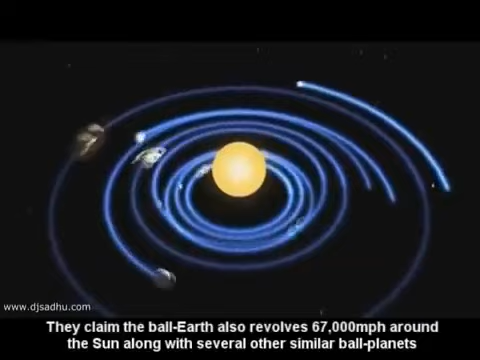 www.djsadhu.com
They claim the ball-Earth also revolves 67,000mph around
the Sun along with several other similar ball-planets